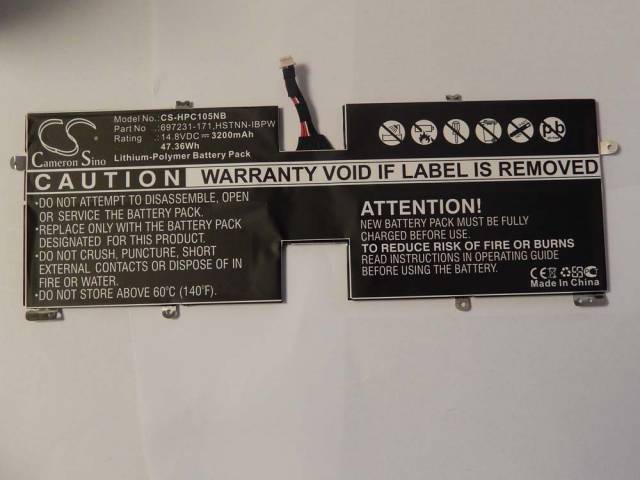 CS
Cameron Sino
Model No.: CS-HPC105NB
Part No : 697231-171,HSTNN-IBPW
Rating : 14.8VDC⎓ 3200mAh
47.36Wh
Lithium-Polymer Battery Pack
Pb
CAUTION
WARRANTY VOID IF LABEL IS REMOVED
•DO NOT ATTEMPT TO DISASSEMBLE, OPEN
OR SERVICE THE BATTERY PACK.
•REPLACE ONLY WITH THE BATTERY PACK
DESIGNATED FOR THIS PRODUCT.
•DO NOT CRUSH, PUNCTURE, SHORT
EXTERNAL CONTACTS OR DISPOSE OF IN
FIRE OR WATER.
•DO NOT STORE ABOVE 60°C (140°F).
ATTENTION!
NEW BATTERY PACK MUST BE FULLY
CHARGED BEFORE USE.
TO REDUCE RISK OF FIRE OR BURNS
READ INSTRUCTIONS IN OPERATING GUIDE
BEFORE USING THE BATTERY.
CE FC
Made In China